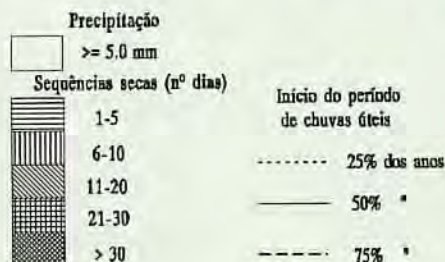 Precipitação
>= 5.0 mm
Sequências secas (nº dias)
1-5
6-10
11-20
21-30
> 30
Início do período
de chuvas úteis
25% dos anos
50% "
75% "